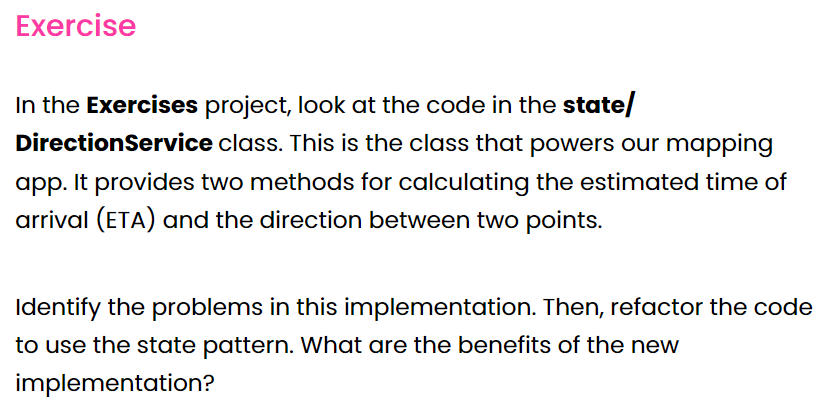 Exercise
In the Exercises project, look at the code in the state/
DirectionService class. This is the class that powers our mapping
app. It provides two methods for calculating the estimated time of
arrival (ETA) and the direction between two points.
Identify the problems in this implementation. Then, refactor the code
to use the state pattern. What are the benefits of the new
implementation?